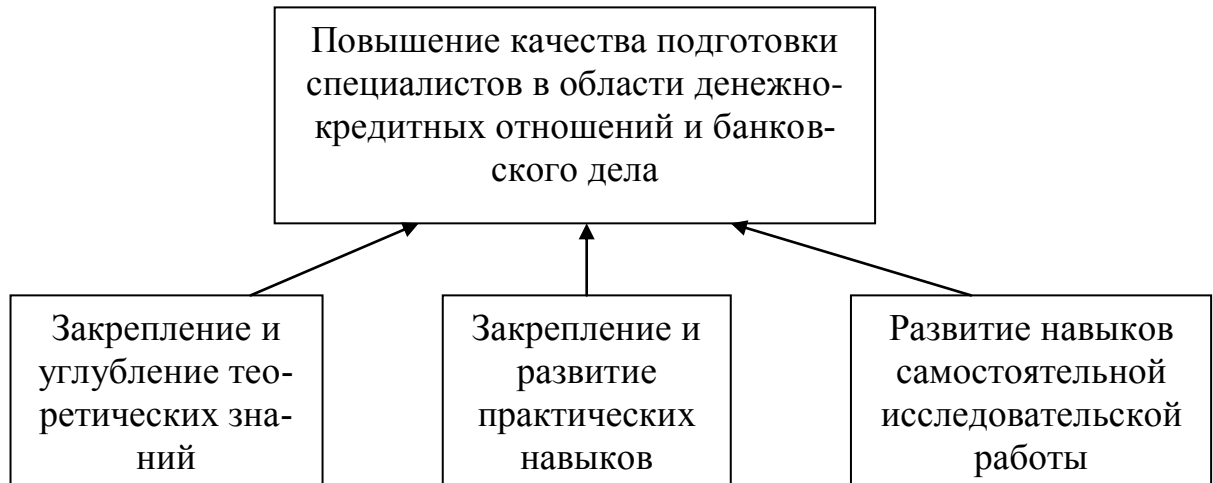 Повышение качества подготовки
специалистов в области денежно-
кредитных отношений и банков-
ского дела
Закрепление и
углубление тео-
ретических зна-
ний
Закрепление и
развитие
практических
навыков
Развитие навыков
самостоятельной
исследовательской
работы